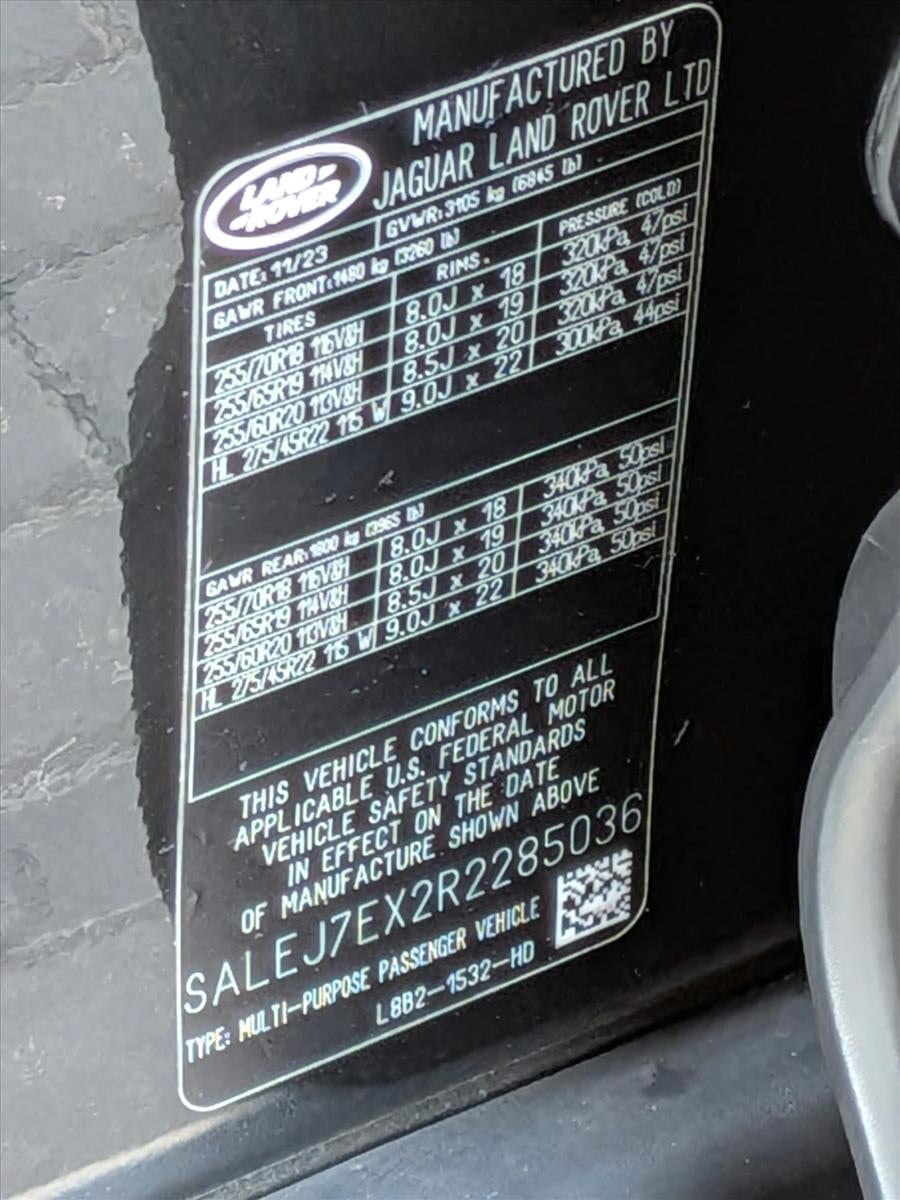 MANUFACTURED BY
JAGUAR LAND ROVER LTD
LAND
ROVER
DATE: 11/23 GVWR: 3105 kg (6845 lb)
GAWR FRONT: 1480 kg (3260 lb)
TIRES RIMS. PRESSURE (COLD)
255/70R18 116V&H 8.0J x 18 320kPa, 47psi
255/65R19 114V&H 8.0J x 19 320kPa, 47psi
255/60R20 113V&H 8.5J x 20 320kPa, 47psi
HL 275/45R22 115 W 9.0J x 22 300kPa, 44psi
GAWR REAR: 1800 kg (3965 lb)
255/70R18 116V&H 8.0J x 18 340kPa, 50psi
255/65R19 114V&H 8.0J x 19 340kPa, 50psi
255/60R20 113V&H 8.5J x 20 340kPa, 50psi
HL 275/45R22 115 W 9.0J x 22 340kPa, 50psi
THIS VEHICLE CONFORMS TO ALL
APPLICABLE U.S. FEDERAL MOTOR
VEHICLE SAFETY STANDARDS
IN EFFECT ON THE DATE
OF MANUFACTURE SHOWN ABOVE
SALEJ7EX2R2285036
TYPE: MULTI-PURPOSE PASSENGER VEHICLE
L8B2-1532-HD